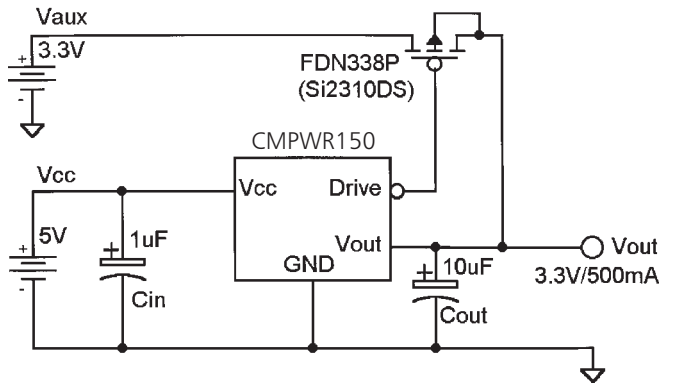 Vaux
+
3.3V
-
FDN338P
(Si2310DS)
CMPWR150
Vcc
Vcc
Drive
+
5V
-
+
1uF
Cin
Vout
GND
+
10uF
Cout
Vout
3.3V/500mA